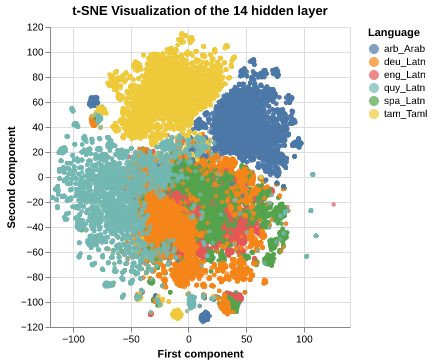 t-SNE Visualization of the 14 hidden layer
Language
arb_Arab
deu_Latn
eng_Latn
quy_Latn
spa_Latn
tam_Taml
Second component
120
100
80
60
40
20
0
−20
−40
−60
−80
−100
−120
−100
−50
0
50
100
First component